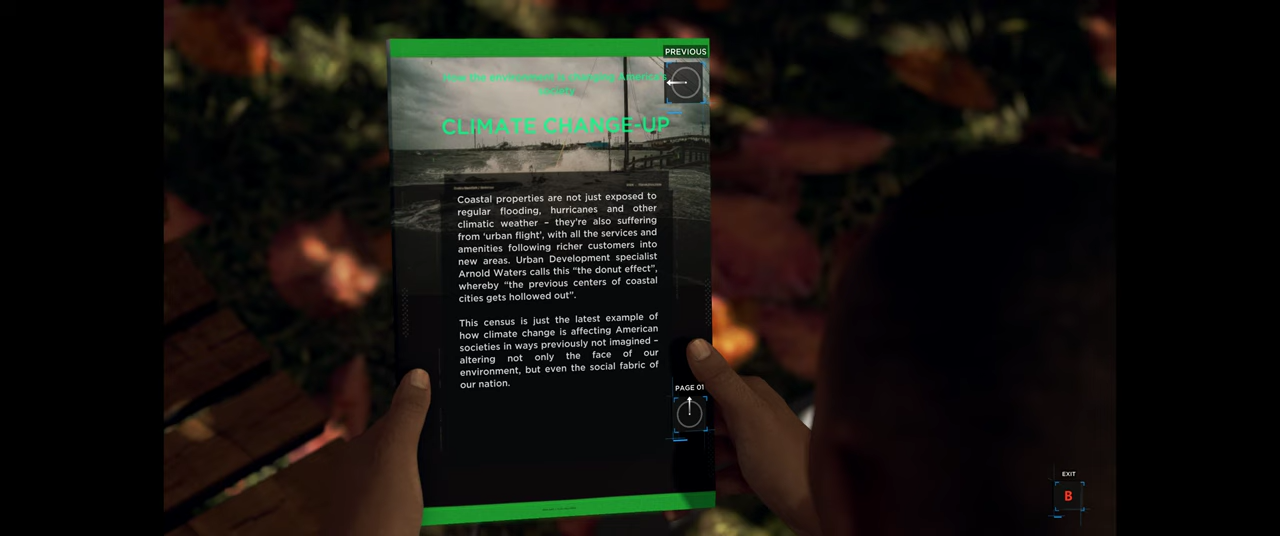 PREVIOUS
How the environment is changing America's
society
CLIMATE CHANGE-UP
Coastal properties are not just exposed to
regular flooding, hurricanes and other
climatic weather – they're also suffering
from 'urban flight', with all the services and
amenities following richer customers into
new areas. Urban Development specialist
Arnold Waters calls this “the donut effect”,
whereby “the previous centers of coastal
cities gets hollowed out”.
This census is just the latest example of
how climate change is affecting American
societies in ways previously not imagined –
altering not only the face of our
environment, but even the social fabric of
our nation.
PAGE 01
EXIT
B